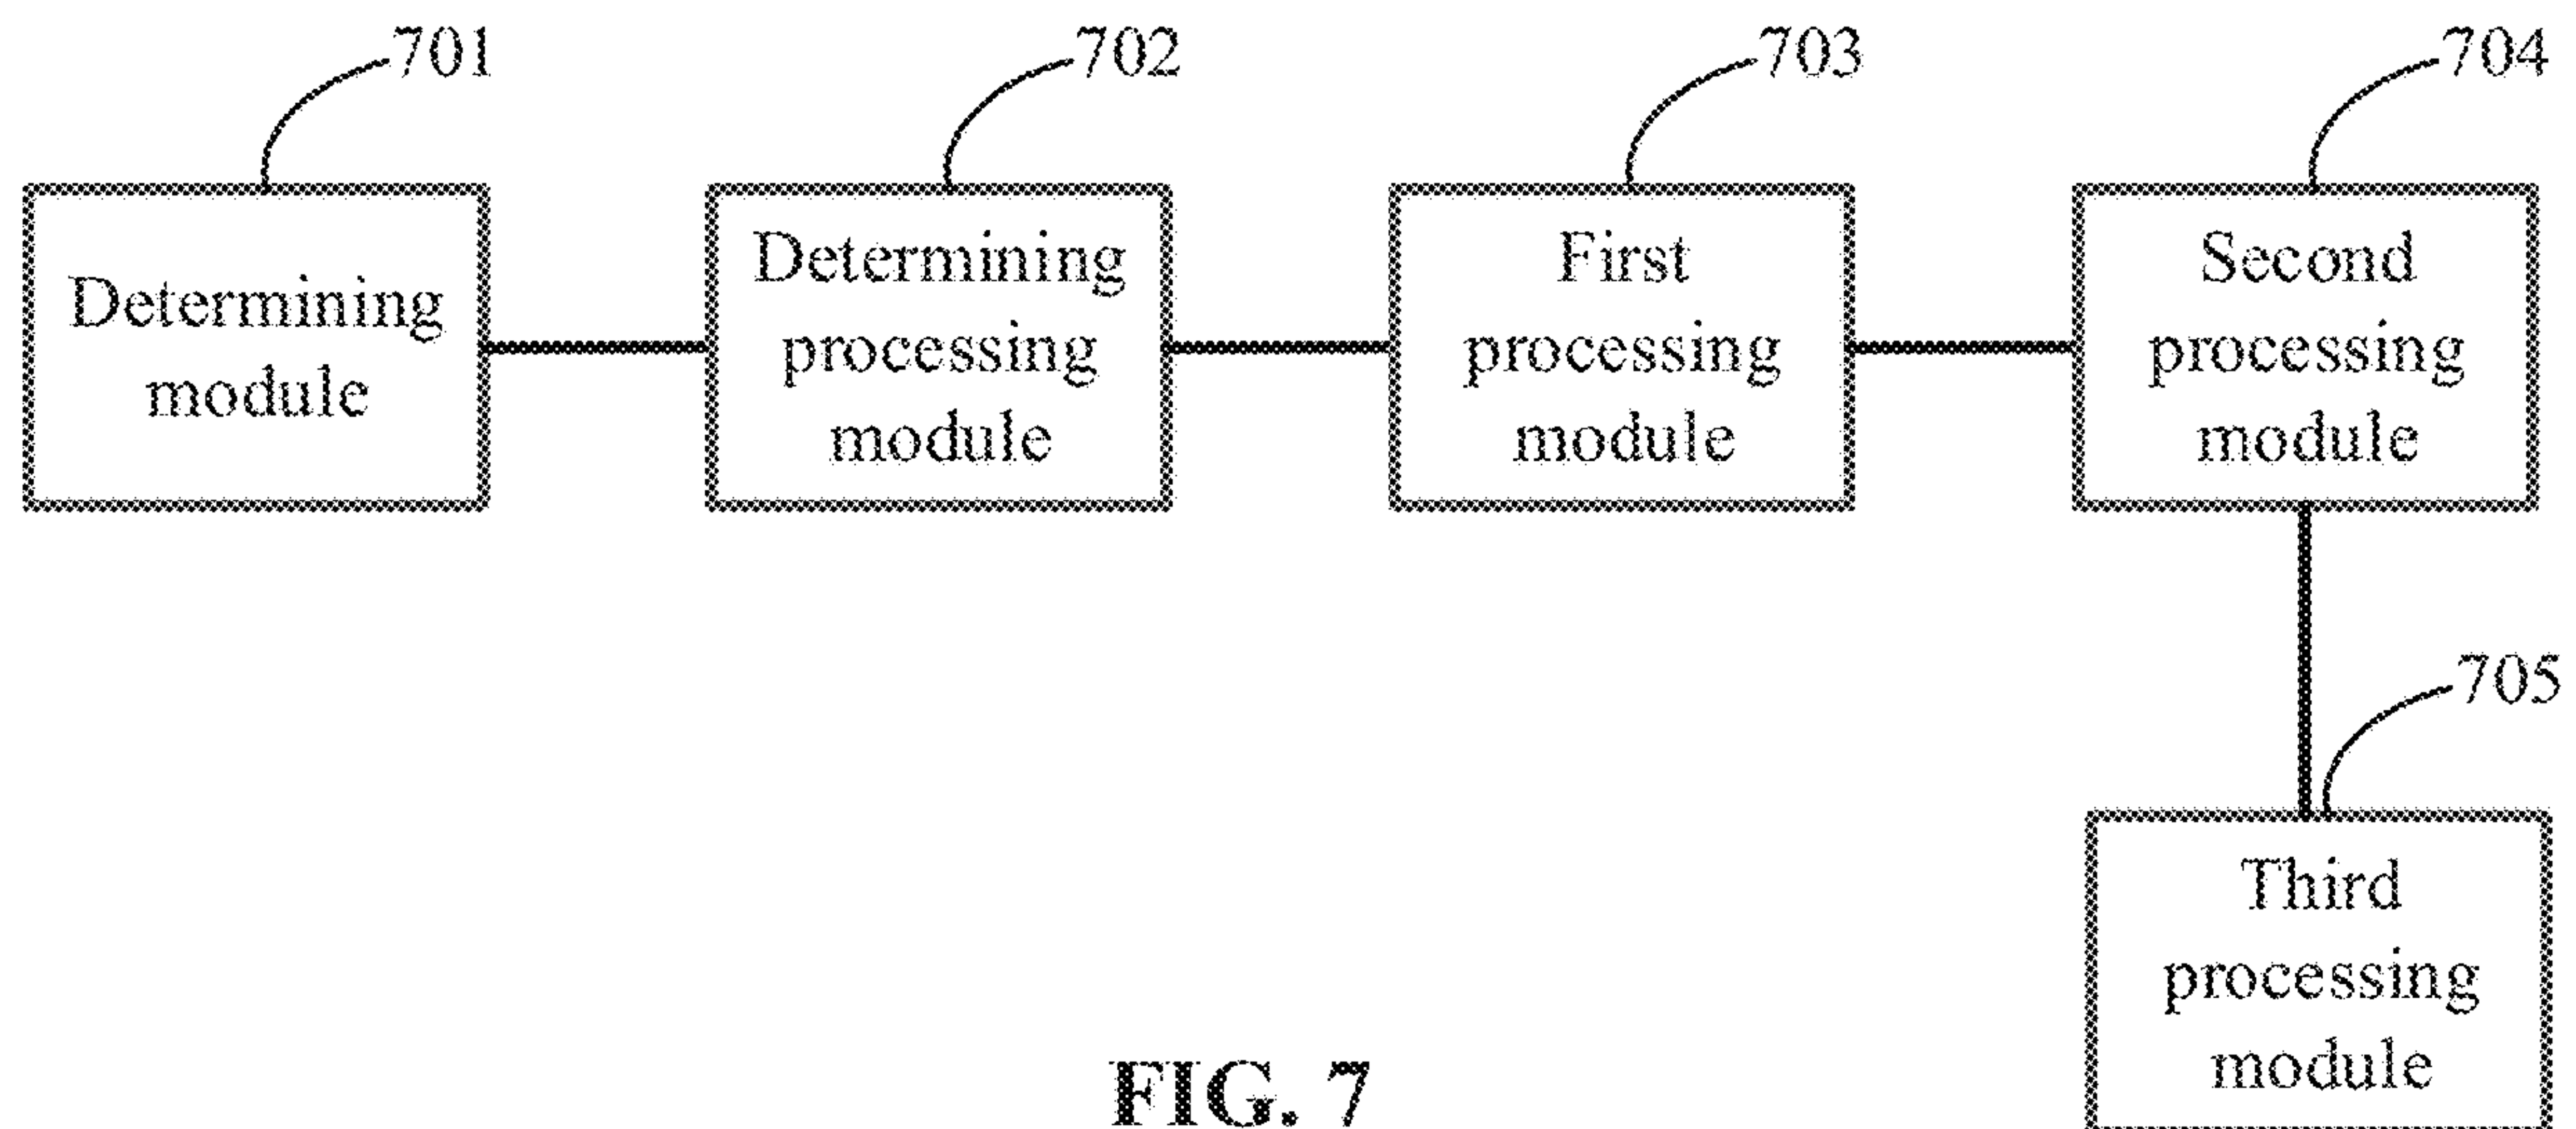 701
702
703
704
Determining
module
Determining
processing
module
First
processing
module
Second
processing
module
705
Third
processing
module
FIG. 7